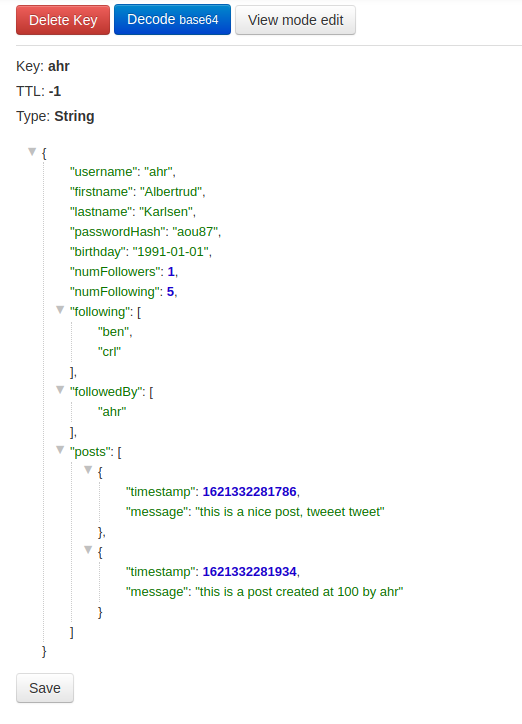 Delete Key Decode base64 View mode edit
Key: ahr
TTL: -1
Type: String
{
"username": "ahr",
"firstname": "Albertrud",
"lastname": "Karlsen",
"passwordHash": "aou87",
"birthday": "1991-01-01",
"numFollowers": 1,
"numFollowing": 5,
"following": [
"ben",
"crl"
],
"followedBy": [
"ahr"
],
"posts": [
{
"timestamp": 1621332281786,
"message": "this is a nice post, tweeet tweet"
},
{
"timestamp": 1621332281934,
"message": "this is a post created at 100 by ahr"
}
]
}
Save